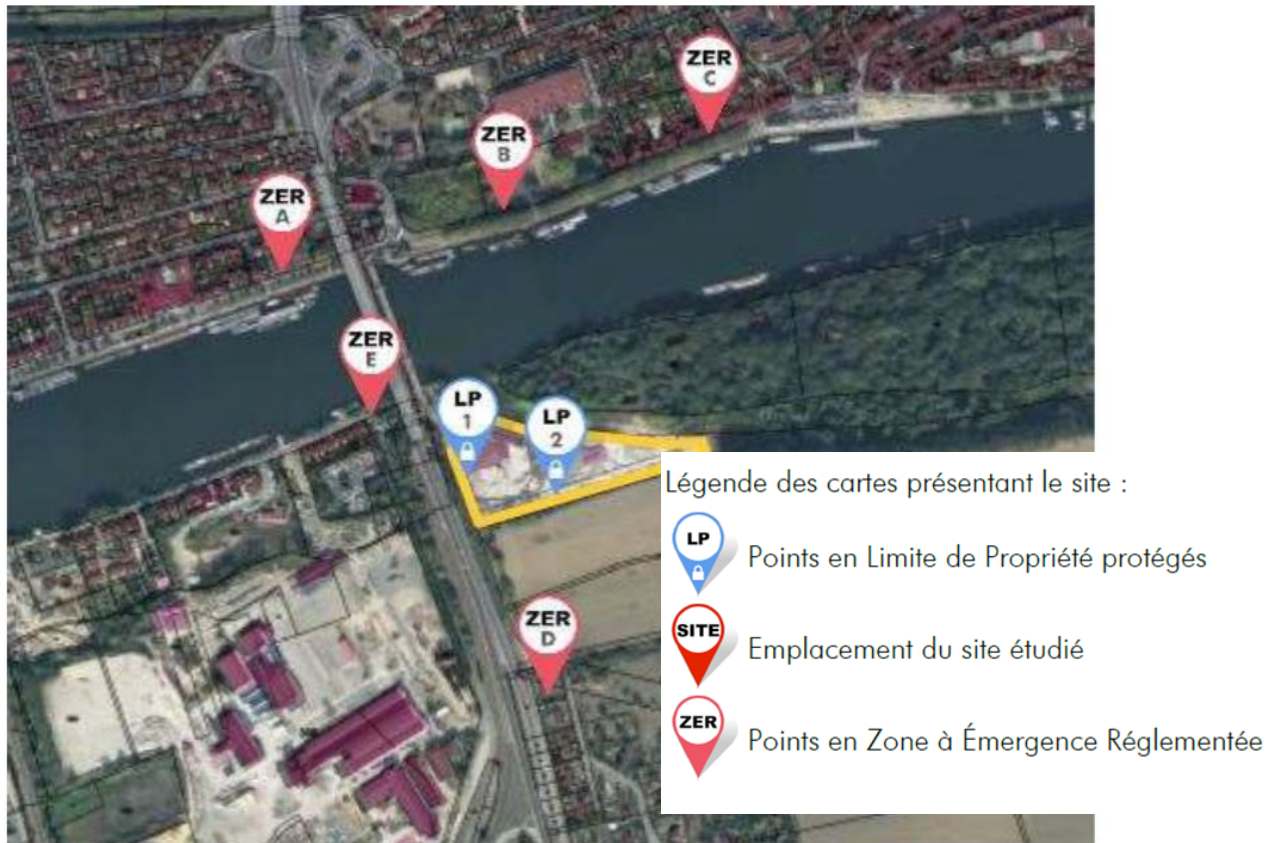 ZER
C
ZER
B
ZER
A
ZER
E
LP
1
LP
2
ZER
D
Légende des cartes présentant le site :
LP
Points en Limite de Propriété protégés
SITE
Emplacement du site étudié
ZER
Points en Zone à Émergence Réglementée